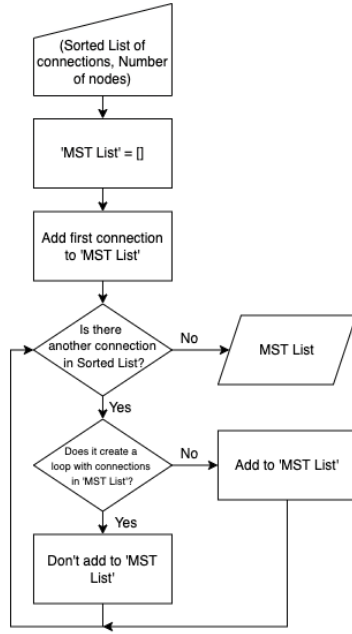 (Sorted List of
connections, Number
of nodes)
'MST List' = []
Add first connection
to 'MST List'
Is there
another connection
in Sorted List?
No
MST List
Yes
Does it create a
loop with connections
in 'MST List'?
No
Add to 'MST List'
Yes
Don't add to 'MST
List'